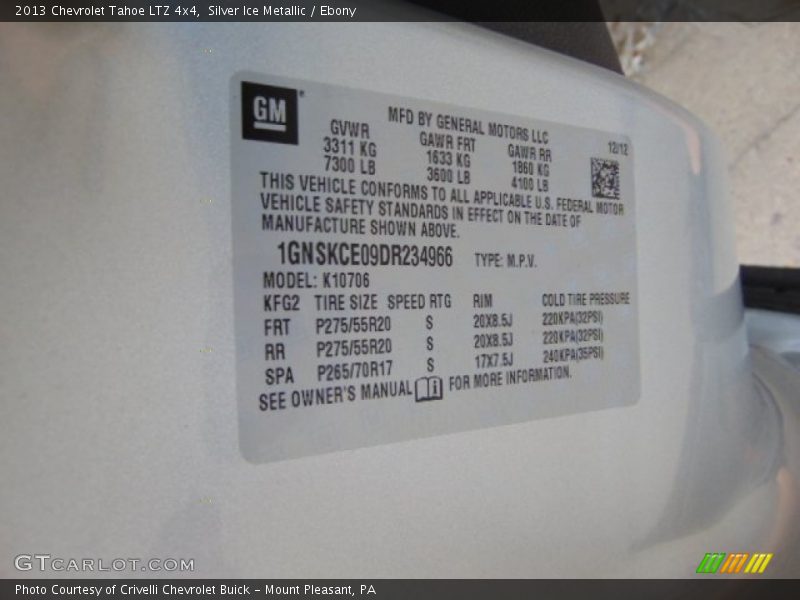 2013 Chevrolet Tahoe LTZ 4x4, Silver Ice Metallic / Ebony
GM
MFD BY GENERAL MOTORS LLC
GVWR GAWR FRT GAWR RR 12/12
3311 KG 1633 KG 1860 KG
7300 LB 3600 LB 4100 LB
THIS VEHICLE CONFORMS TO ALL APPLICABLE U.S. FEDERAL MOTOR
VEHICLE SAFETY STANDARDS IN EFFECT ON THE DATE OF
MANUFACTURE SHOWN ABOVE.
1GNSKCE09DR234966 TYPE: M.P.V.
MODEL: K10706
KFG2 TIRE SIZE SPEED RTG RIM COLD TIRE PRESSURE
FRT P275/55R20 S 20X8.5J 220KPA(32PSI)
RR P275/55R20 S 20X8.5J 220KPA(32PSI)
SPA P265/70R17 S 17X7.5J 240KPA(35PSI)
SEE OWNER'S MANUAL i FOR MORE INFORMATION.
GTCARLOT.COM
Photo Courtesy of Crivelli Chevrolet Buick – Mount Pleasant, PA